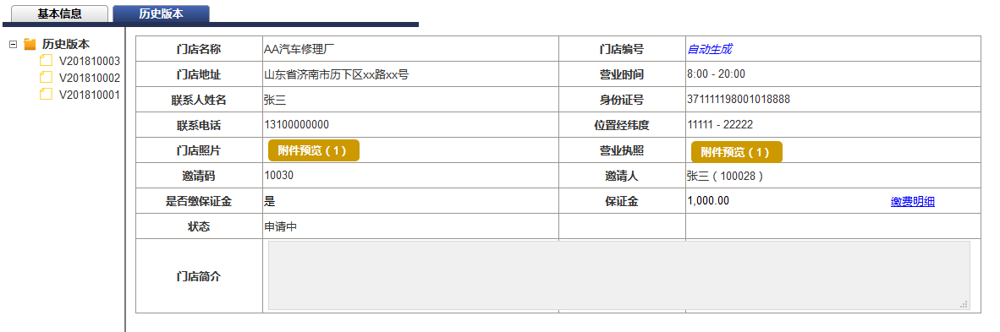 基本信息 历史版本
历史版本
V201810003
V201810002
V201810001
门店名称 AA汽车修理厂 门店编号 自动生成
门店地址 山东省济南市历下区xx路xx号 营业时间 8:00 - 20:00
联系人姓名 张三 身份证号 371111198001018888
联系电话 13100000000 位置经纬度 11111 - 22222
门店照片 附件预览（1） 营业执照 附件预览（1）
邀请码 10030 邀请人 张三（100028）
是否缴保证金 是 保证金 1,000.00 缴费明细
状态 申请中
门店简介